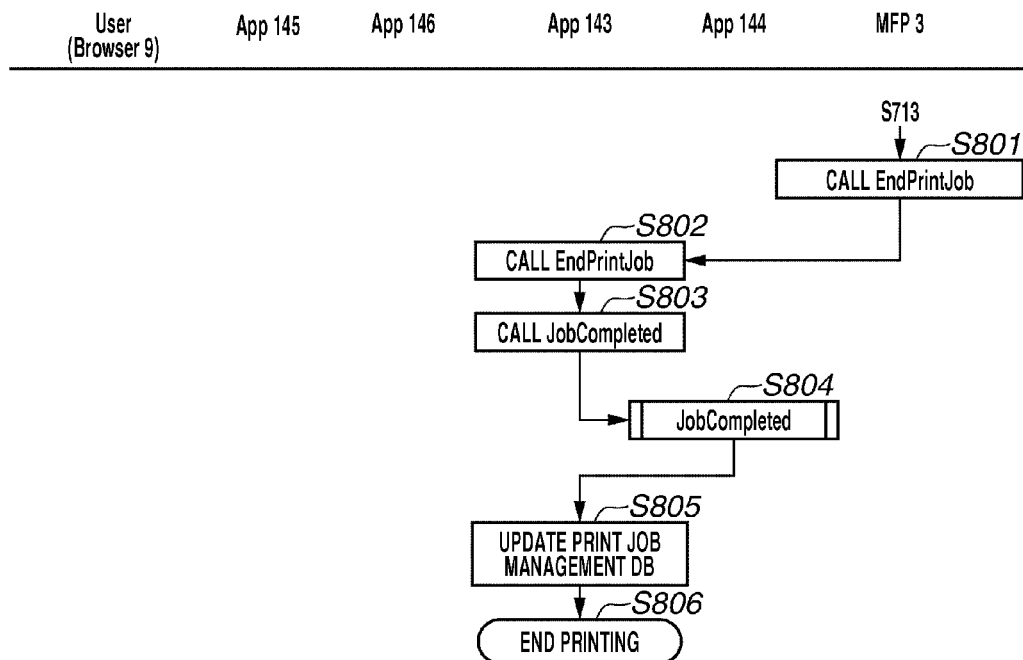 User
(Browser 9)
App 145
App 146
App 143
App 144
MFP 3
S713
S801
CALL EndPrintJob
S802
CALL EndPrintJob
S803
CALL JobCompleted
S804
JobCompleted
S805
UPDATE PRINT JOB
MANAGEMENT DB
S806
END PRINTING